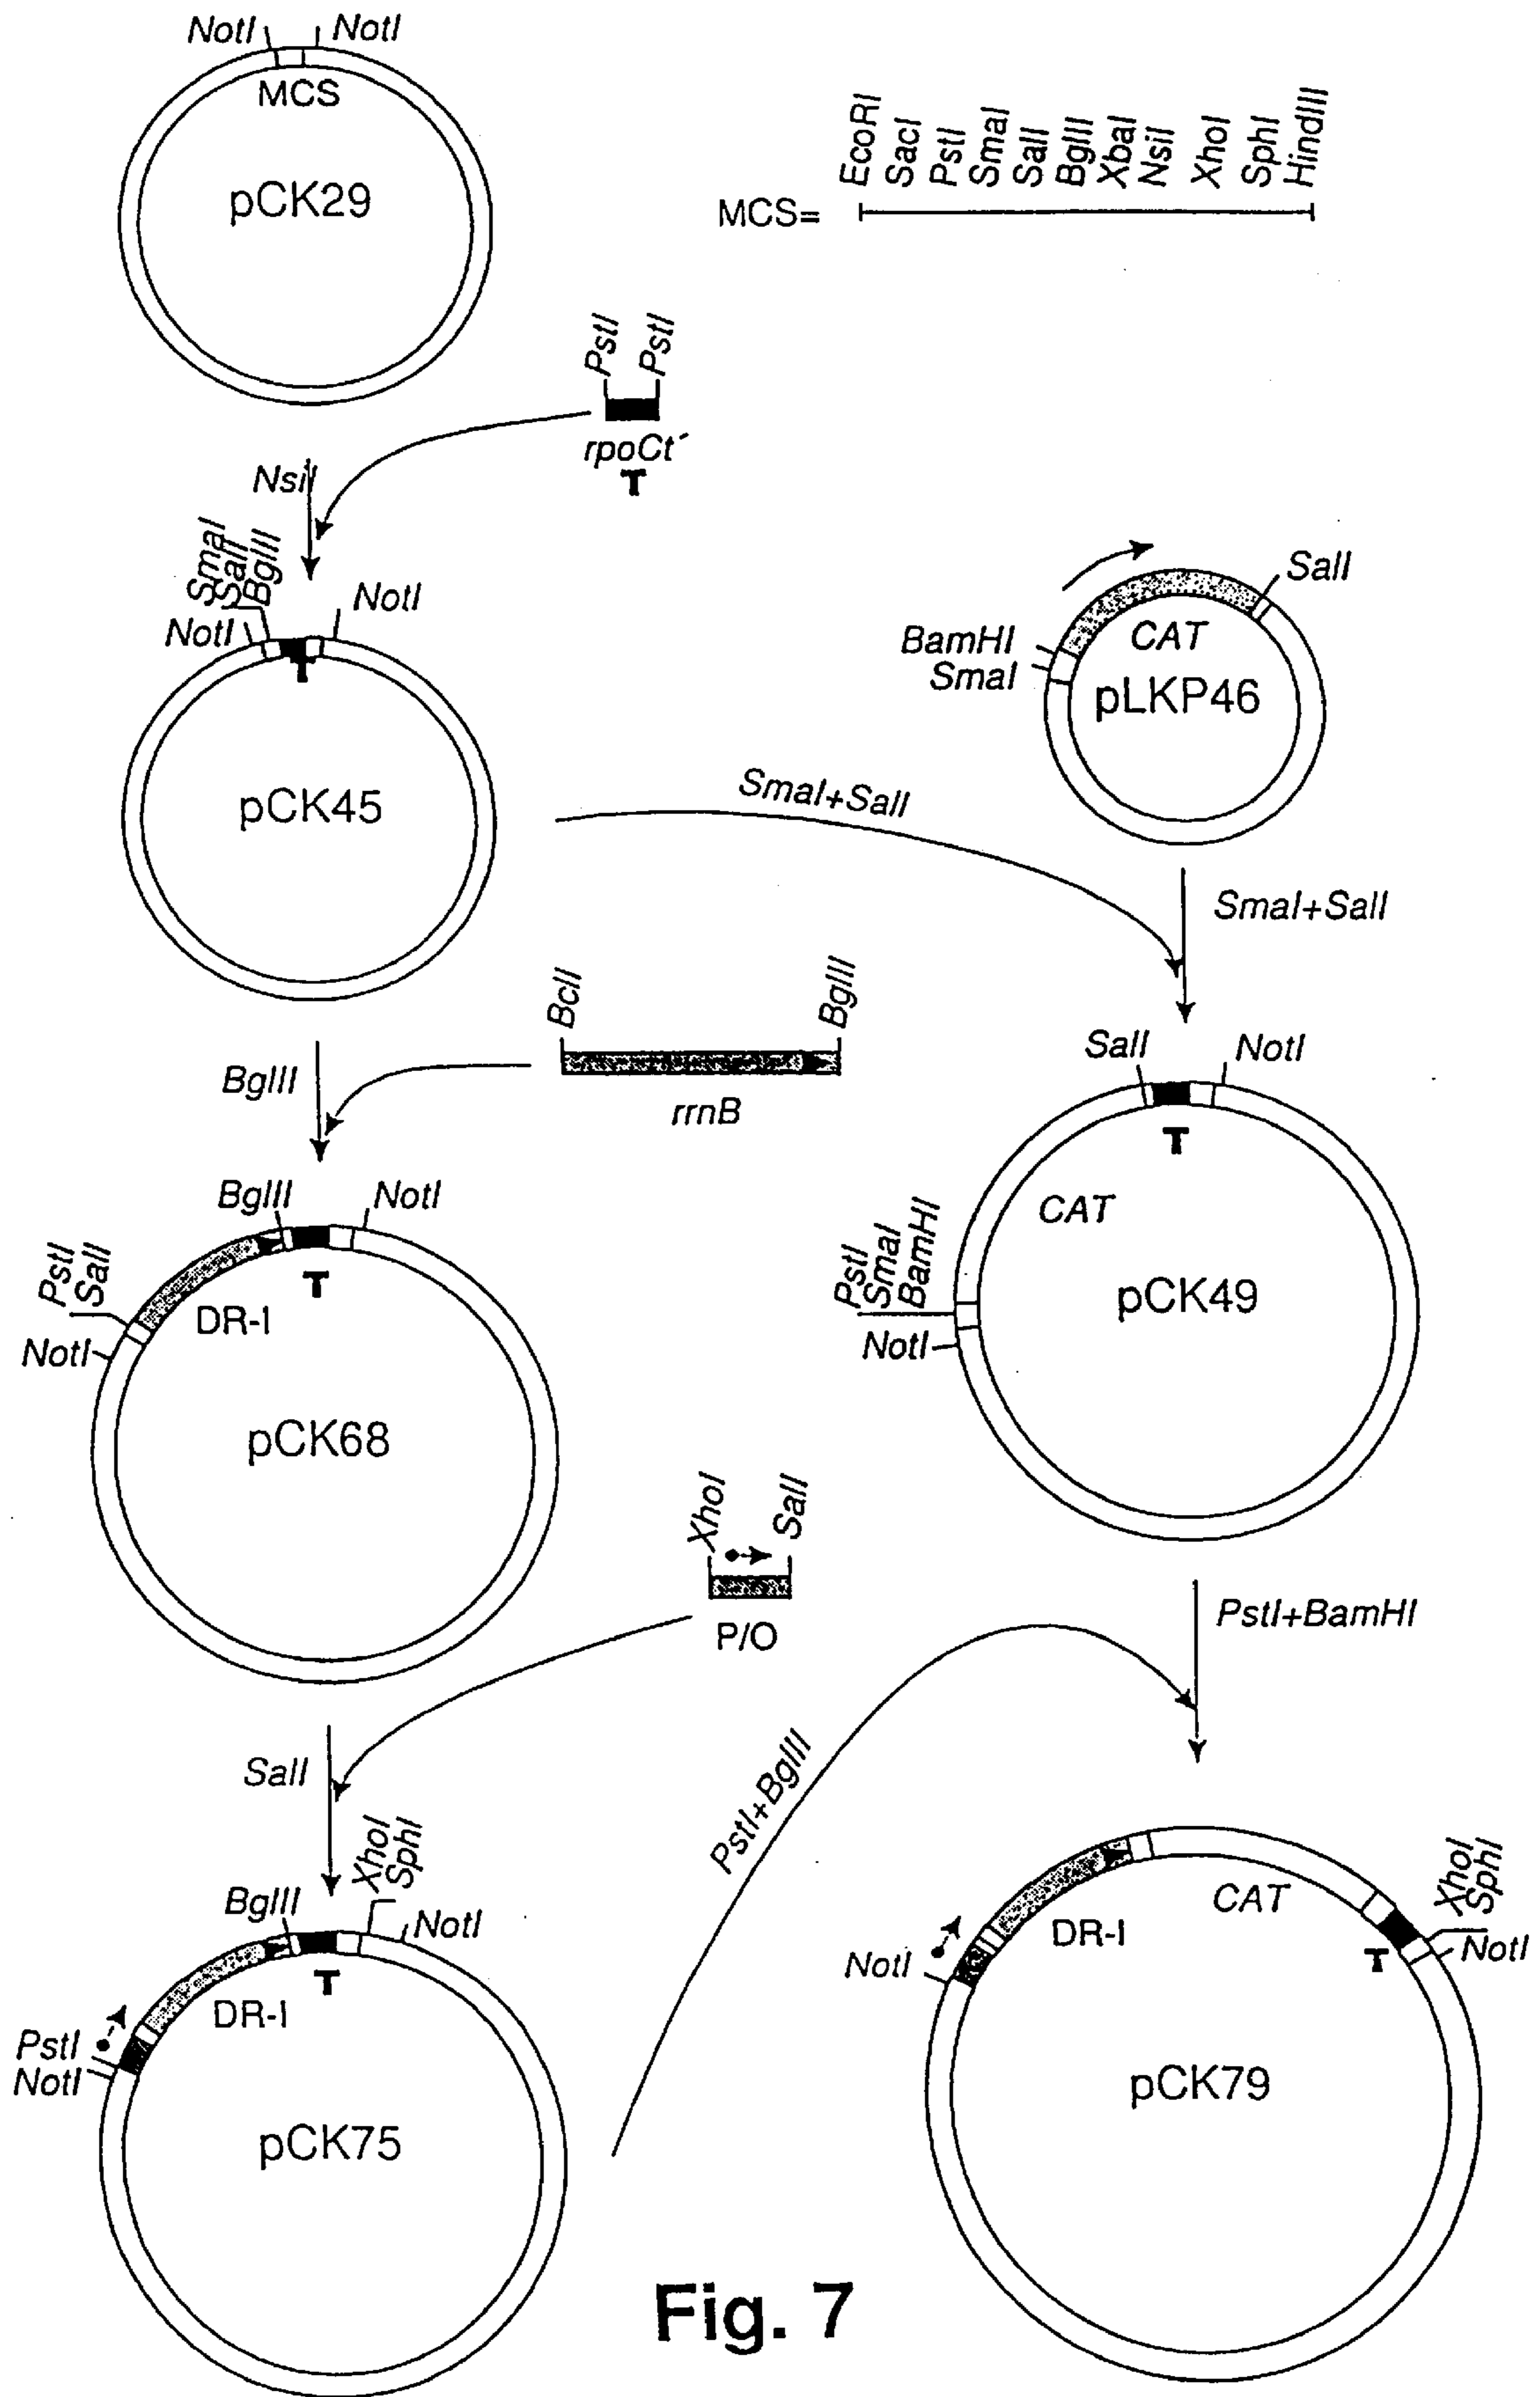 NotI NotI
MCS
pCK29
EcoRI
SacI
PstI
SmaI
SalI
BglII
XbaI
NsiI
XhoI
SphI
HindIII
MCS=
PstI
PstI
rpoCt´
T
NsiI
SmaI
SalI
BglII
NotI
NotI
T
pCK45
SalI
BamHI
SmaI
CAT
pLKP46
SmaI+SalI
SmaI+SalI
BclI
BglII
rrnB
BglII
SalI
NotI
T
CAT
PstI
SmaI
BamHI
NotI
pCK49
BglII
NotI
PstI
SalI
NotI
T
DR-I
pCK68
XhoI
SalI
P/O
PstI+BamHI
SalI
PstI+BglII
XhoI
SphI
BglII
NotI
T
DR-I
PstI
NotI
pCK75
CAT
XhoI
SphI
DR-I
NotI
T
NotI
pCK79
Fig. 7